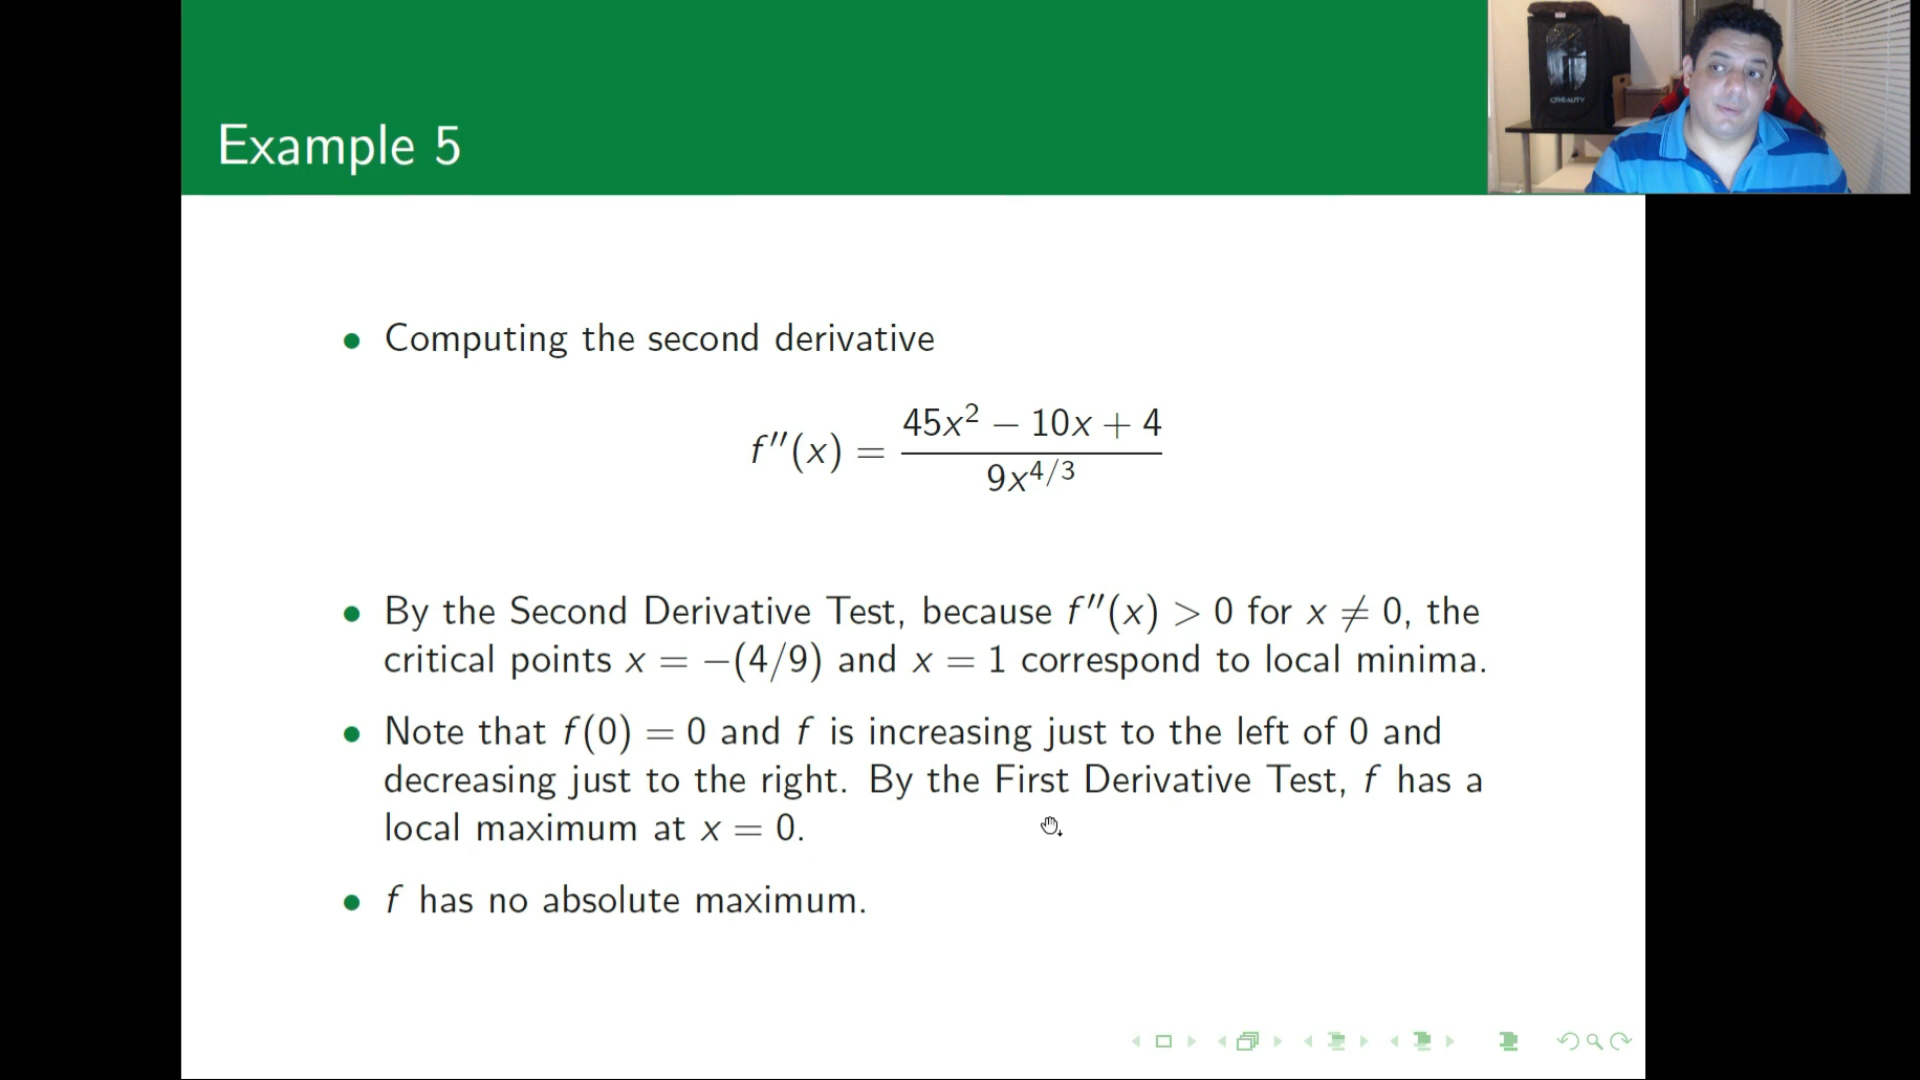 Example 5
CREALITY
• Computing the second derivative
f′′(x) = (45x² − 10x + 4) / (9x^{4/3})
• By the Second Derivative Test, because f′′(x) > 0 for x ≠ 0, the
critical points x = −(4/9) and x = 1 correspond to local minima.
• Note that f(0) = 0 and f is increasing just to the left of 0 and
decreasing just to the right. By the First Derivative Test, f has a
local maximum at x = 0.
• f has no absolute maximum.